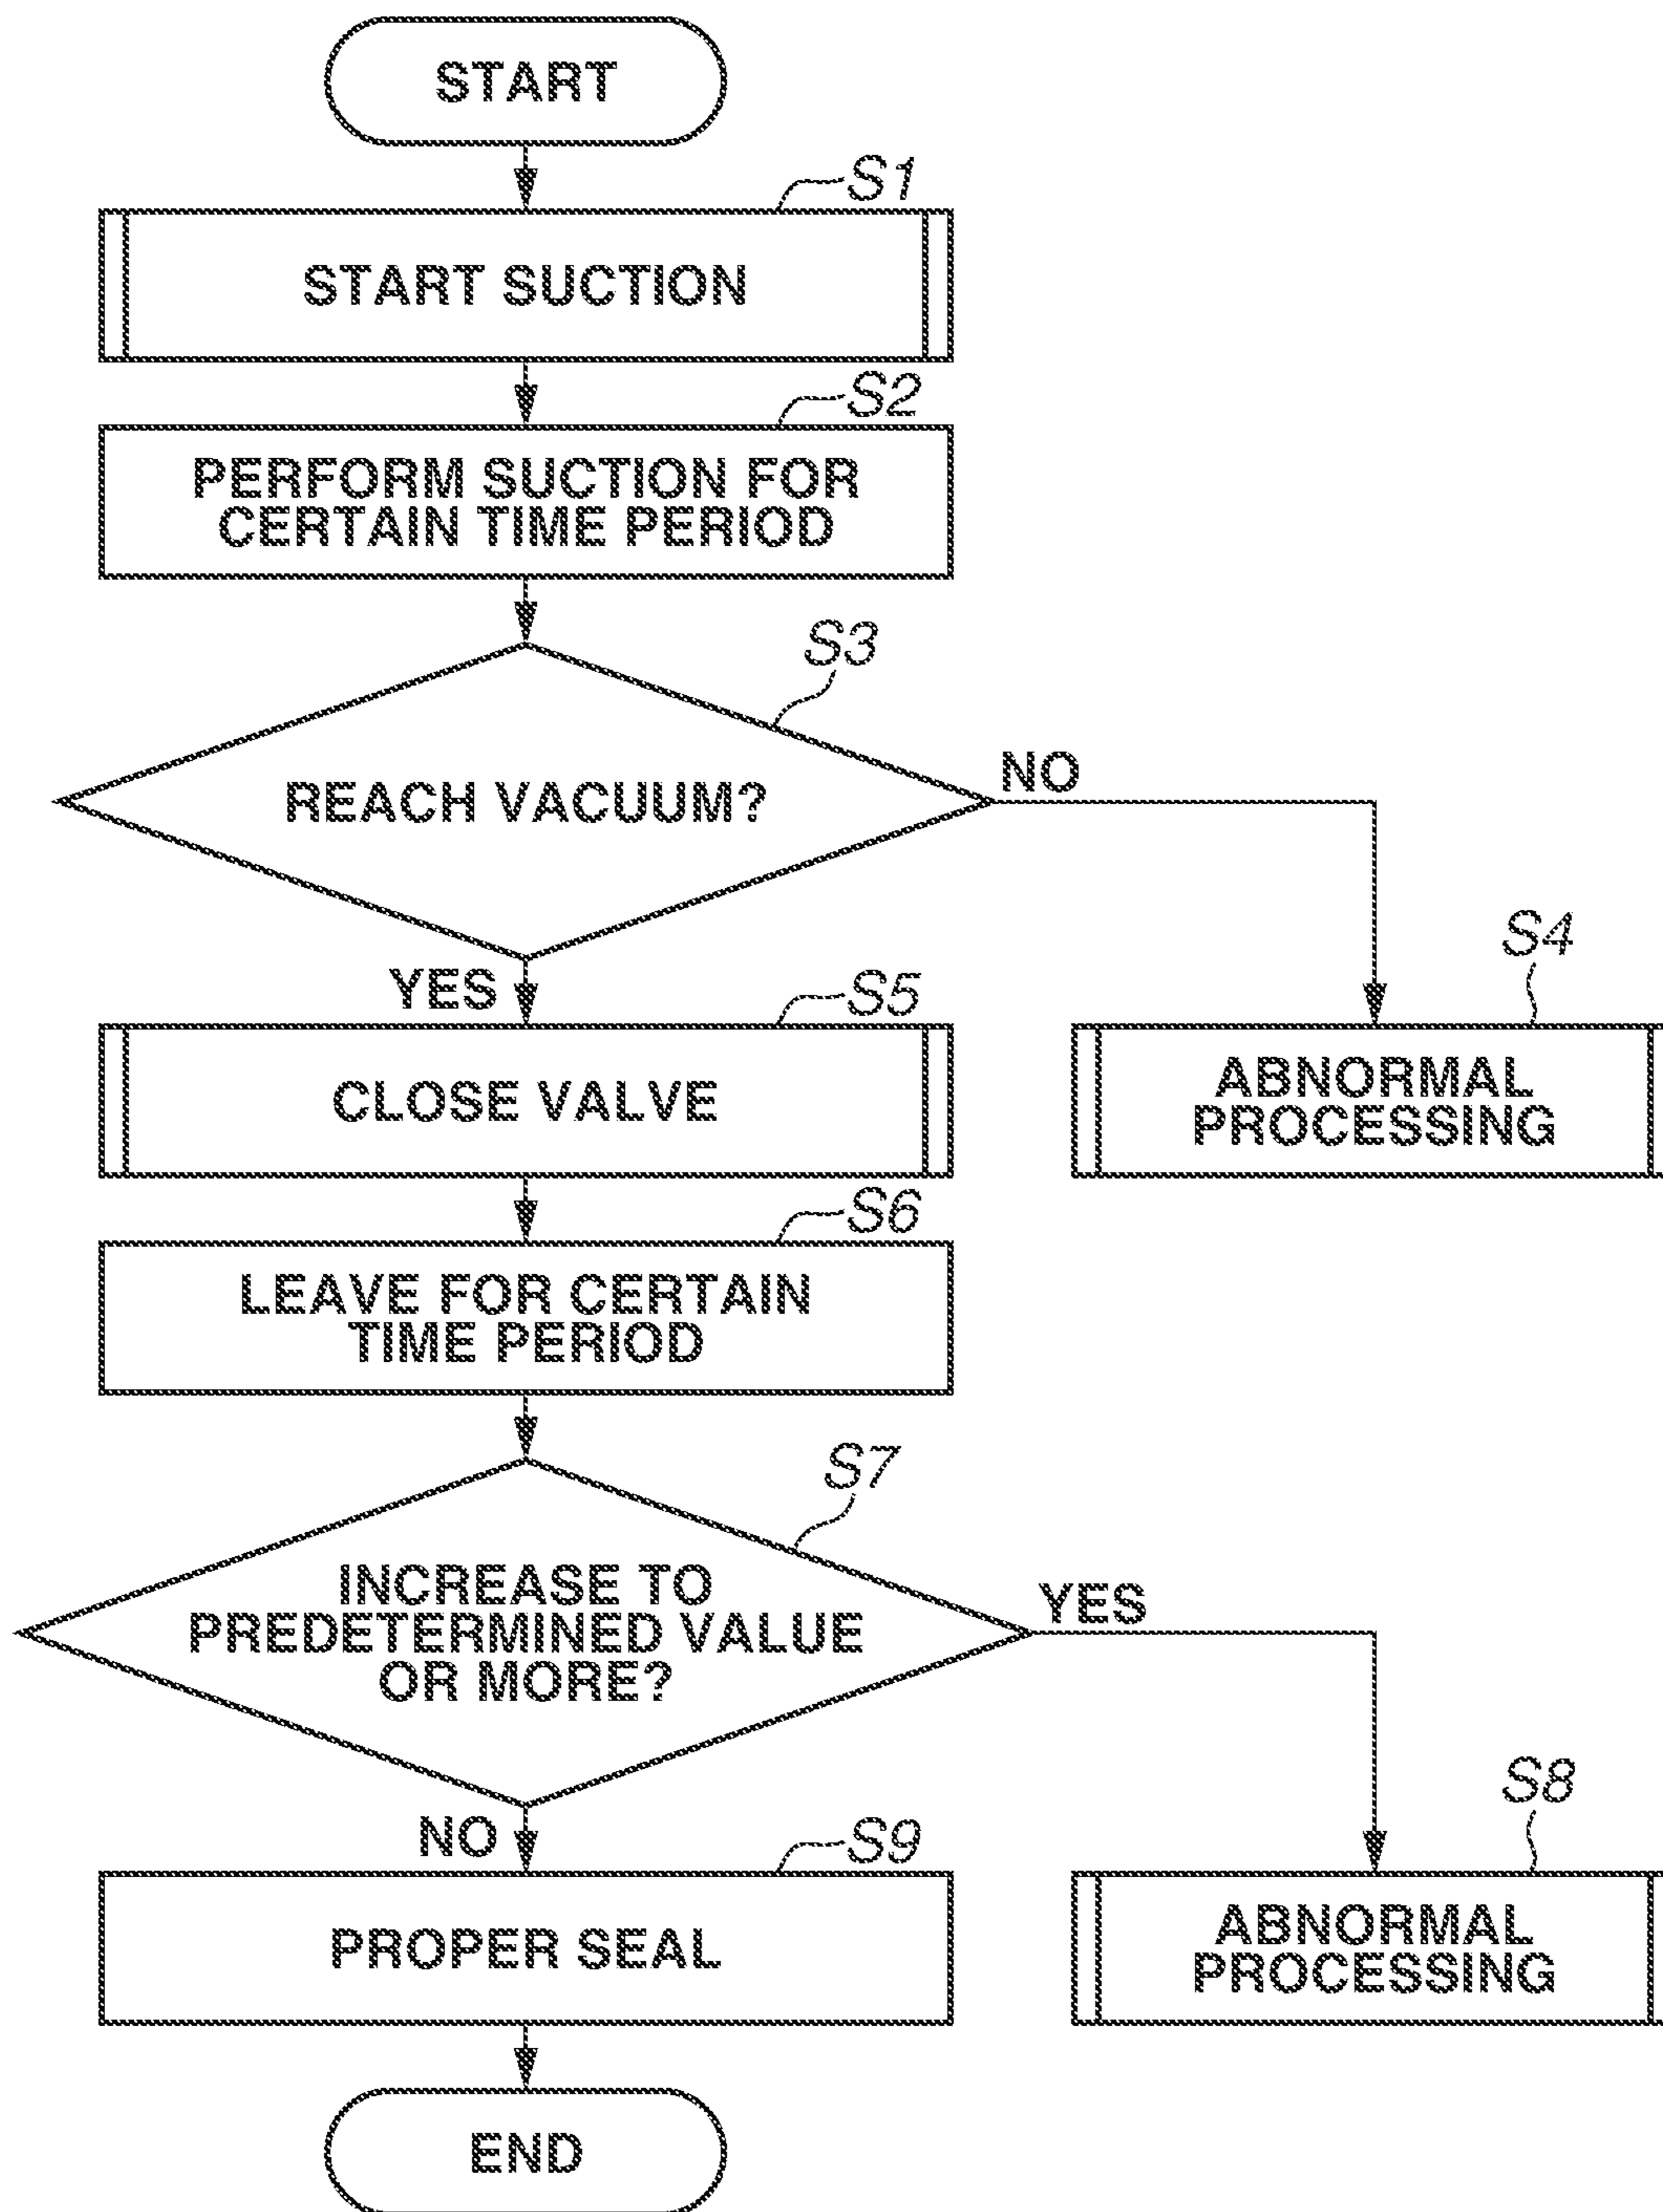 START
S1
START SUCTION
S2
PERFORM SUCTION FOR
CERTAIN TIME PERIOD
S3
REACH VACUUM?
NO
YES
S4
ABNORMAL
PROCESSING
S5
CLOSE VALVE
S6
LEAVE FOR CERTAIN
TIME PERIOD
S7
INCREASE TO
PREDETERMINED VALUE
OR MORE?
YES
NO
S8
ABNORMAL
PROCESSING
S9
PROPER SEAL
END